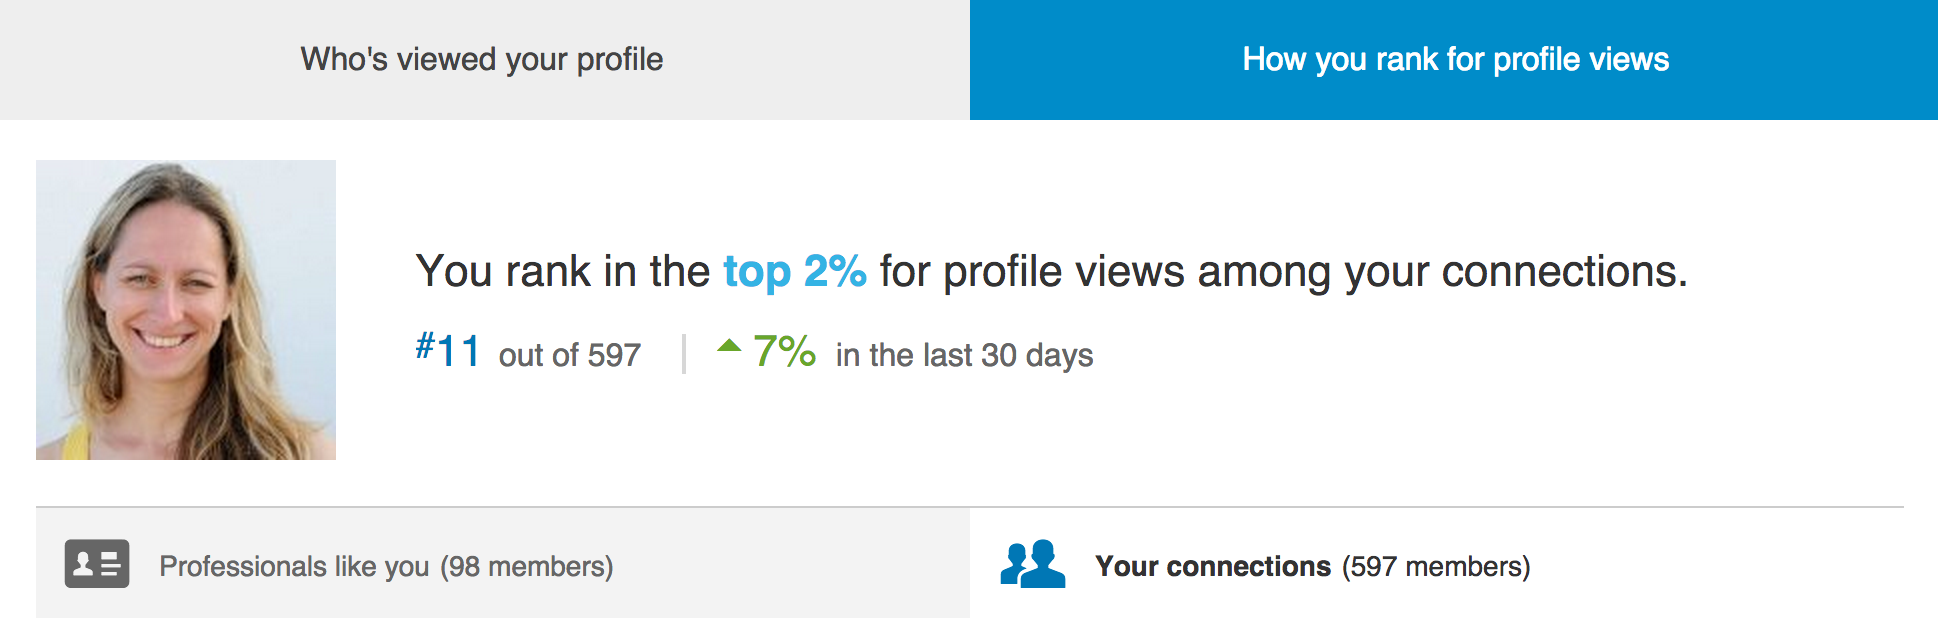 Who's viewed your profile
How you rank for profile views
You rank in the top 2% for profile views among your connections.
#11 out of 597 | 7% in the last 30 days
Professionals like you (98 members)
Your connections (597 members)